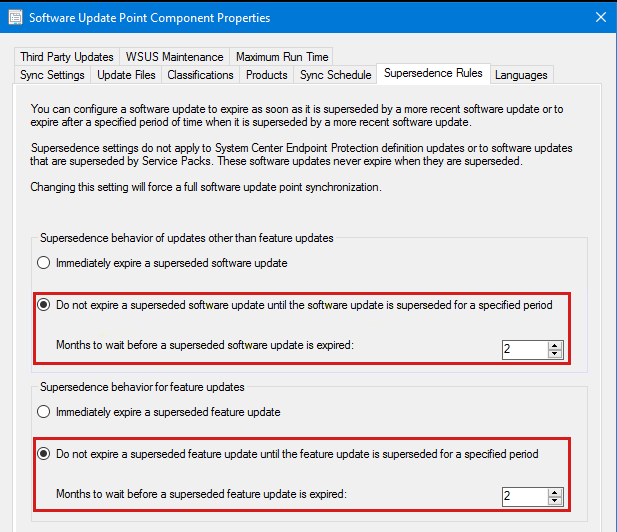 Software Update Point Component Properties
Third Party Updates WSUS Maintenance Maximum Run Time
Sync Settings Update Files Classifications Products Sync Schedule Supersedence Rules Languages
You can configure a software update to expire as soon as it is superseded by a more recent software update or to
expire after a specified period of time when it is superseded by a more recent software update.
Supersedence settings do not apply to System Center Endpoint Protection definition updates or to software updates
that are superseded by Service Packs. These software updates never expire when they are superseded.
Changing this setting will force a full software update point synchronization.
Supersedence behavior of updates other than feature updates
Immediately expire a superseded software update
Do not expire a superseded software update until the software update is superseded for a specified period
Months to wait before a superseded software update is expired: 2
Supersedence behavior for feature updates
Immediately expire a superseded feature update
Do not expire a superseded feature update until the feature update is superseded for a specified period
Months to wait before a superseded feature update is expired: 2